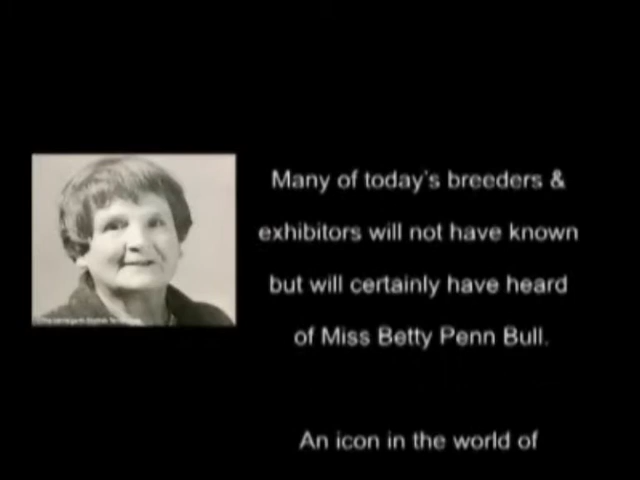 Many of today's breeders &
exhibitors will not have known
but will certainly have heard
of Miss Betty Penn Bull.
An icon in the world of